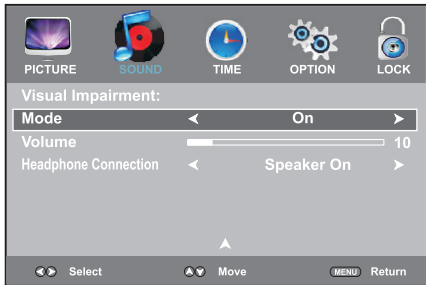 PICTURE SOUND TIME OPTION LOCK
Visual Impairment:
Mode On
Volume 10
Headphone Connection Speaker On
Select Move MENU Return